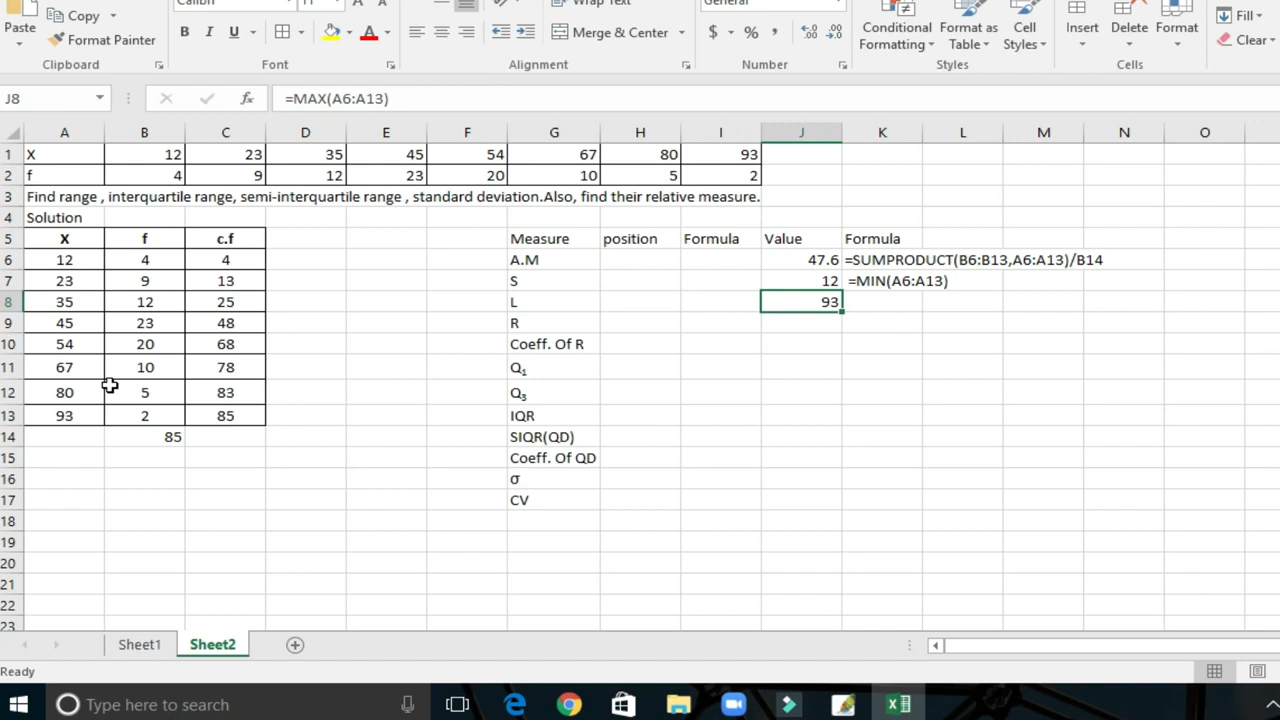 Copy
Calibri
11
A
A
Wrap Text
General
Paste
Format Painter
B I U
A
Merge & Center
$ % ,
Conditional Formatting
Format as Table
Cell Styles
Insert
Delete
Format
Fill
Clear
Clipboard
Font
Alignment
Number
Styles
Cells
J8
fx
=MAX(A6:A13)
A B C D E F G H I J K L M N O
1 X 12 23 35 45 54 67 80 93
2 f 4 9 12 23 20 10 5 2
3 Find range , interquartile range, semi-interquartile range , standard deviation.Also, find their relative measure.
4 Solution
5 X f c.f Measure position Formula Value Formula
6 12 4 4 A.M 47.6 =SUMPRODUCT(B6:B13,A6:A13)/B14
7 23 9 13 S 12 =MIN(A6:A13)
8 35 12 25 L 93
9 45 23 48 R
10 54 20 68 Coeff. Of R
11 67 10 78 Q₁
12 80 5 83 Q₃
13 93 2 85 IQR
14 85 SIQR(QD)
15 Coeff. Of QD
16 σ
17 CV
18
19
20
21
22
23
Sheet1 Sheet2
Ready
Type here to search